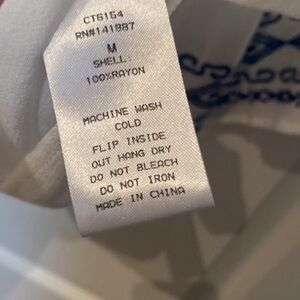 CT6154
RN#141887
M
SHELL:
100%RAYON
MACHINE WASH
COLD
FLIP INSIDE
OUT HANG DRY
DO NOT BLEACH
DO NOT IRON
MADE IN CHINA